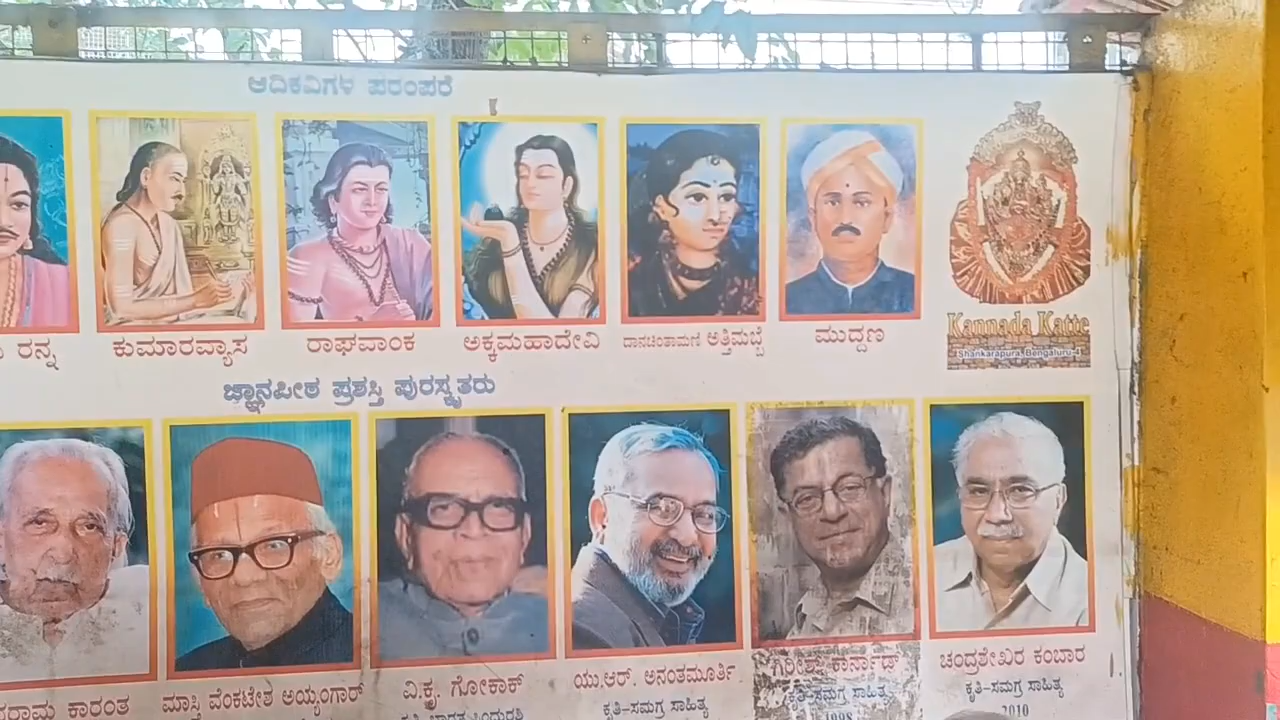 ಆದಿಕವಿಗಳ ಪರಂಪರೆ
ರನ್ನ
ಕುಮಾರವ್ಯಾಸ
ರಾಘವಾಂಕ
ಅಕ್ಕಮಹಾದೇವಿ
ದಾನಚಿಂತಾಮಣಿ ಅತ್ತಿಮಬ್ಬೆ
ಮುದ್ದಣ
Kannada Katte
Shankarapura, Bengaluru-4
ಜ್ಞಾನಪೀಠ ಪ್ರಶಸ್ತಿ ಪುರಸ್ಕೃತರು
ಕಾರಂತ
ಮಾಸ್ತಿ ವೆಂಕಟೇಶ ಅಯ್ಯಂಗಾರ್
ವಿ.ಕೃ. ಗೋಕಾಕ್
ಯು.ಆರ್. ಅನಂತಮೂರ್ತಿ
ಕೃತಿ-ಸಮಗ್ರ ಸಾಹಿತ್ಯ
ಗಿರೀಶ್ ಕಾರ್ನಾಡ್
ಕೃತಿ-ಸಮಗ್ರ ಸಾಹಿತ್ಯ
1998
ಚಂದ್ರಶೇಖರ ಕಂಬಾರ
ಕೃತಿ-ಸಮಗ್ರ ಸಾಹಿತ್ಯ
2010